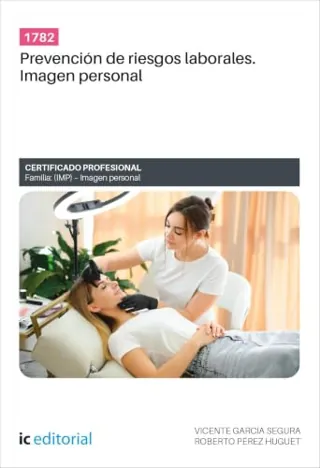 1782
Prevención de riesgos laborales.
Imagen personal
CERTIFICADO PROFESIONAL
Familia: (IMP) – Imagen personal
VICENTE GARCÍA SEGURA
ROBERTO PÉREZ HUGUET
ic editorial